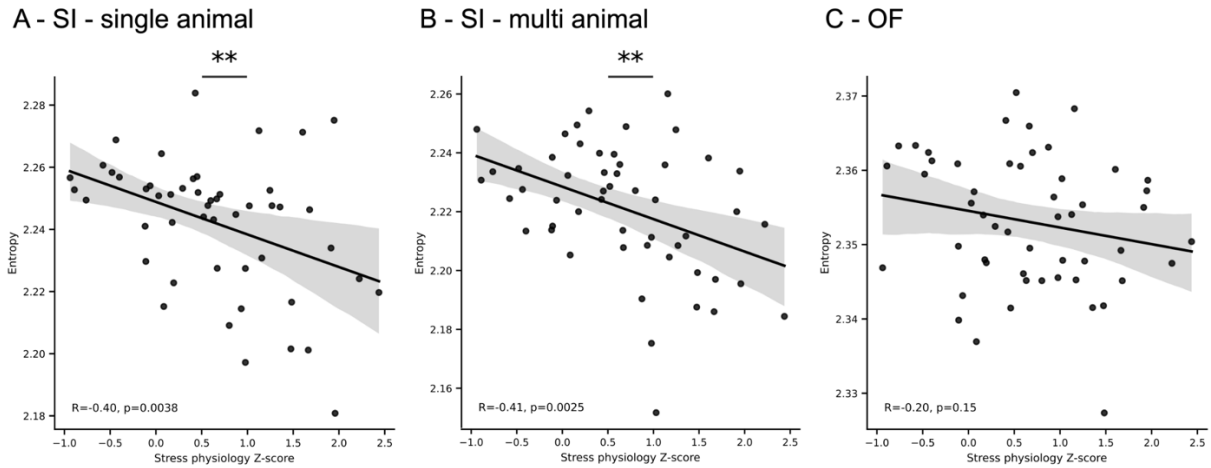 A - SI - single animal
B - SI - multi animal
C - OF
**
**
2.28
2.26
2.24
2.22
2.20
2.18
Entropy
R=-0.40, p=0.0038
−1.0 −0.5 0.0 0.5 1.0 1.5 2.0 2.5
Stress physiology Z-score
2.26
2.24
2.22
2.20
2.18
2.16
Entropy
R=-0.41, p=0.0025
−1.0 −0.5 0.0 0.5 1.0 1.5 2.0 2.5
Stress physiology Z-score
2.37
2.36
2.35
2.34
2.33
Entropy
R=-0.20, p=0.15
−1.0 −0.5 0.0 0.5 1.0 1.5 2.0 2.5
Stress physiology Z-score